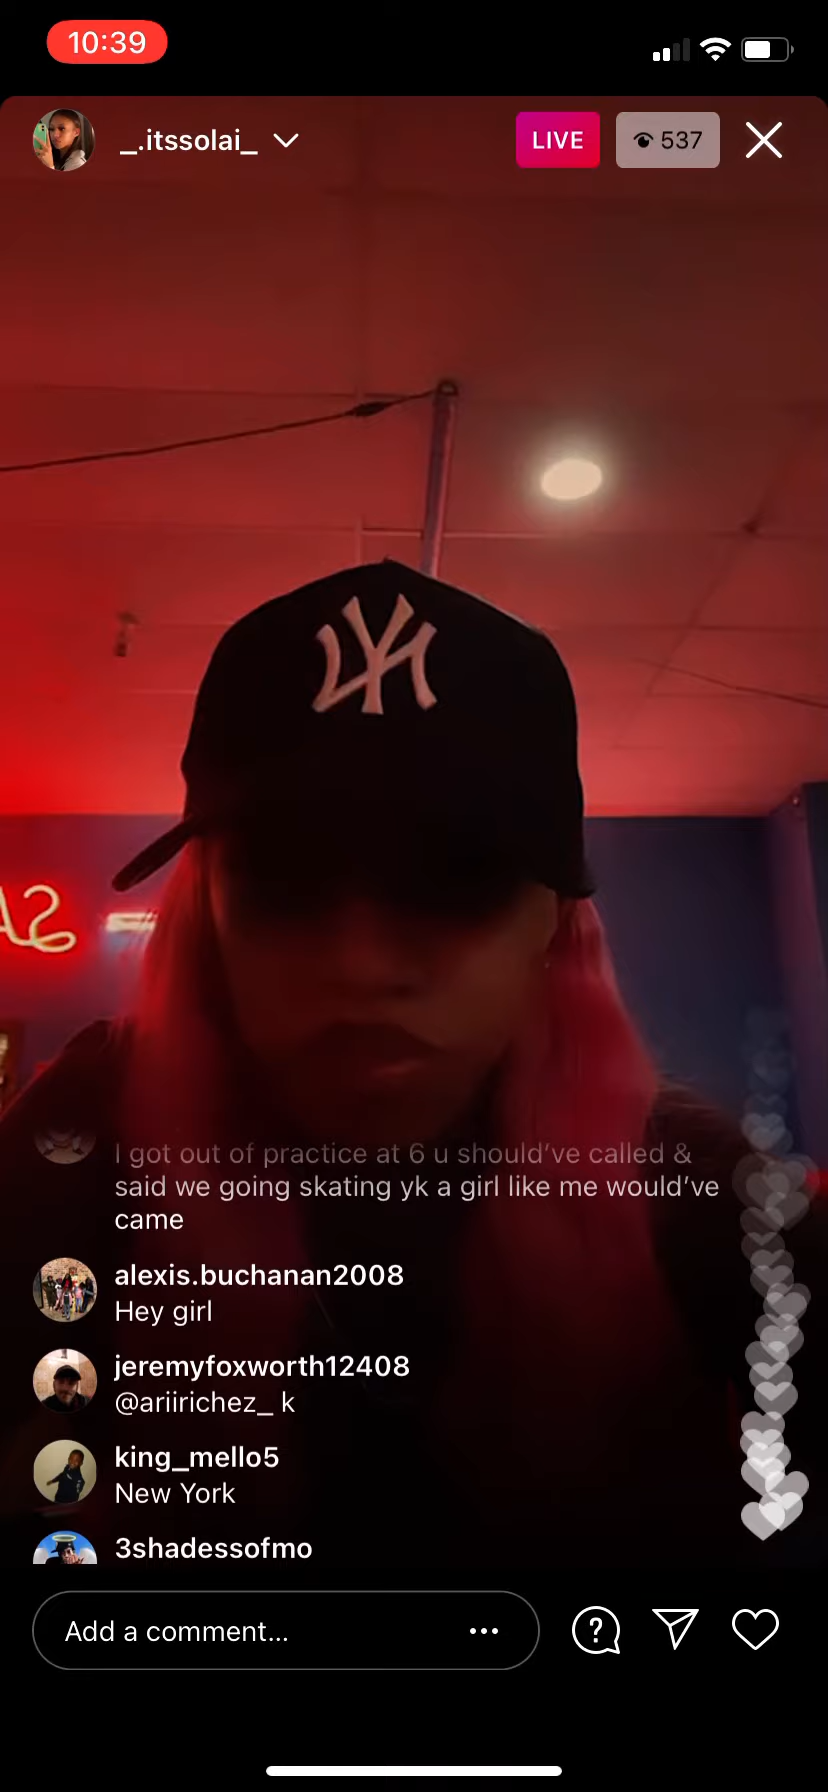 10:39
_.itssolai_
LIVE
537
NY
I got out of practice at 6 u should've called &
said we going skating yk a girl like me would've
came
alexis.buchanan2008
Hey girl
jeremyfoxworth12408
@ariirichez_ k
king_mello5
New York
3shadessofmo
Add a comment...